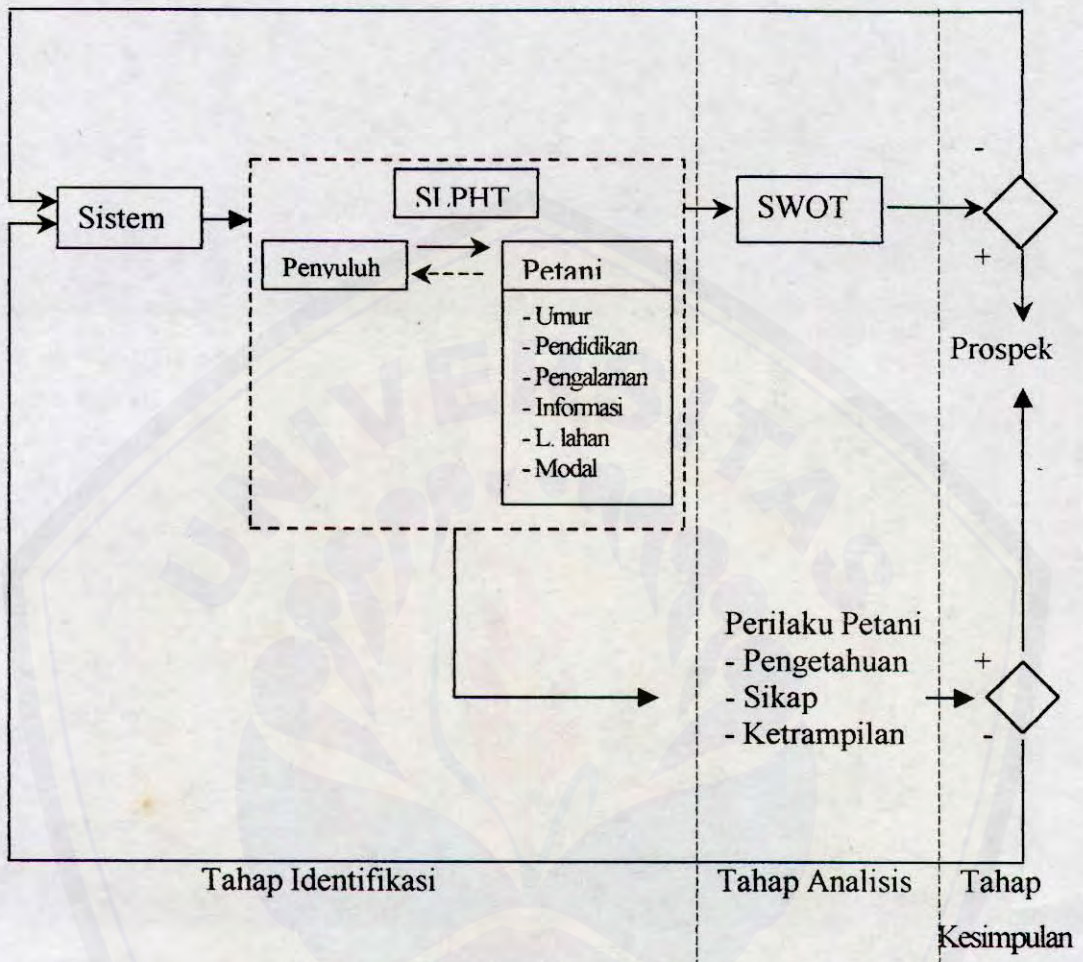 -
SLPHT
Sistem
SWOT
Penyuluh
Petani
+
- Umur
- Pendidikan
- Pengalaman
- Informasi
- L. lahan
- Modal
Prospek
Perilaku Petani
- Pengetahuan
- Sikap
- Ketrampilan
+
-
Tahap Identifikasi
Tahap Analisis
Tahap
Kesimpulan
UNIVERSITAS